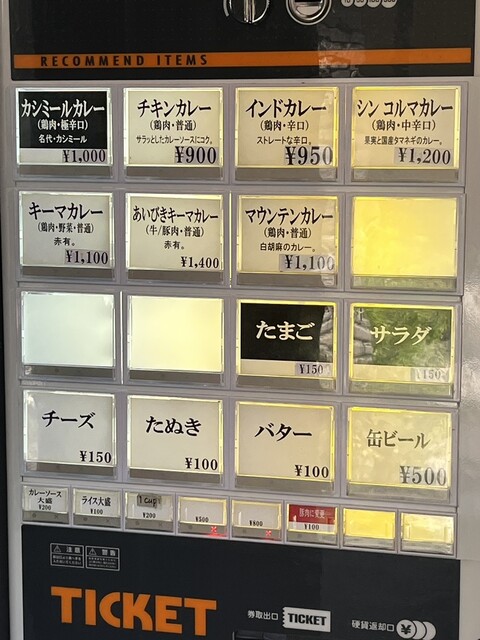 RECOMMEND ITEMS
カシミールカレー
(鶏肉・極辛口)
名代・カシミール
¥1,000
チキンカレー
(鶏肉・普通)
サラッとしたカレーソースにコク。
¥900
インドカレー
(鶏肉・辛口)
ストレートな辛口。
¥950
シン コルマカレー
(鶏肉・中辛口)
果実と国産タマネギのカレー。
¥1,200
キーマカレー
(鶏肉・野菜・普通)
赤有。
¥1,100
あいびきキーマカレー
(牛/豚肉・普通)
赤有。
¥1,400
マウンテンカレー
(鶏肉・普通)
白胡麻のカレー。
¥1,100
たまご
¥150
サラダ
¥150
チーズ
¥150
たぬき
¥100
バター
¥100
缶ビール
¥500
カレーソース
大盛
¥200
ライス大盛
¥100
1 cup
¥200
¥500
¥800
豚肉に変更
¥100
注意
警告
TICKET
券取出口
TICKET
硬貨返却口
¥